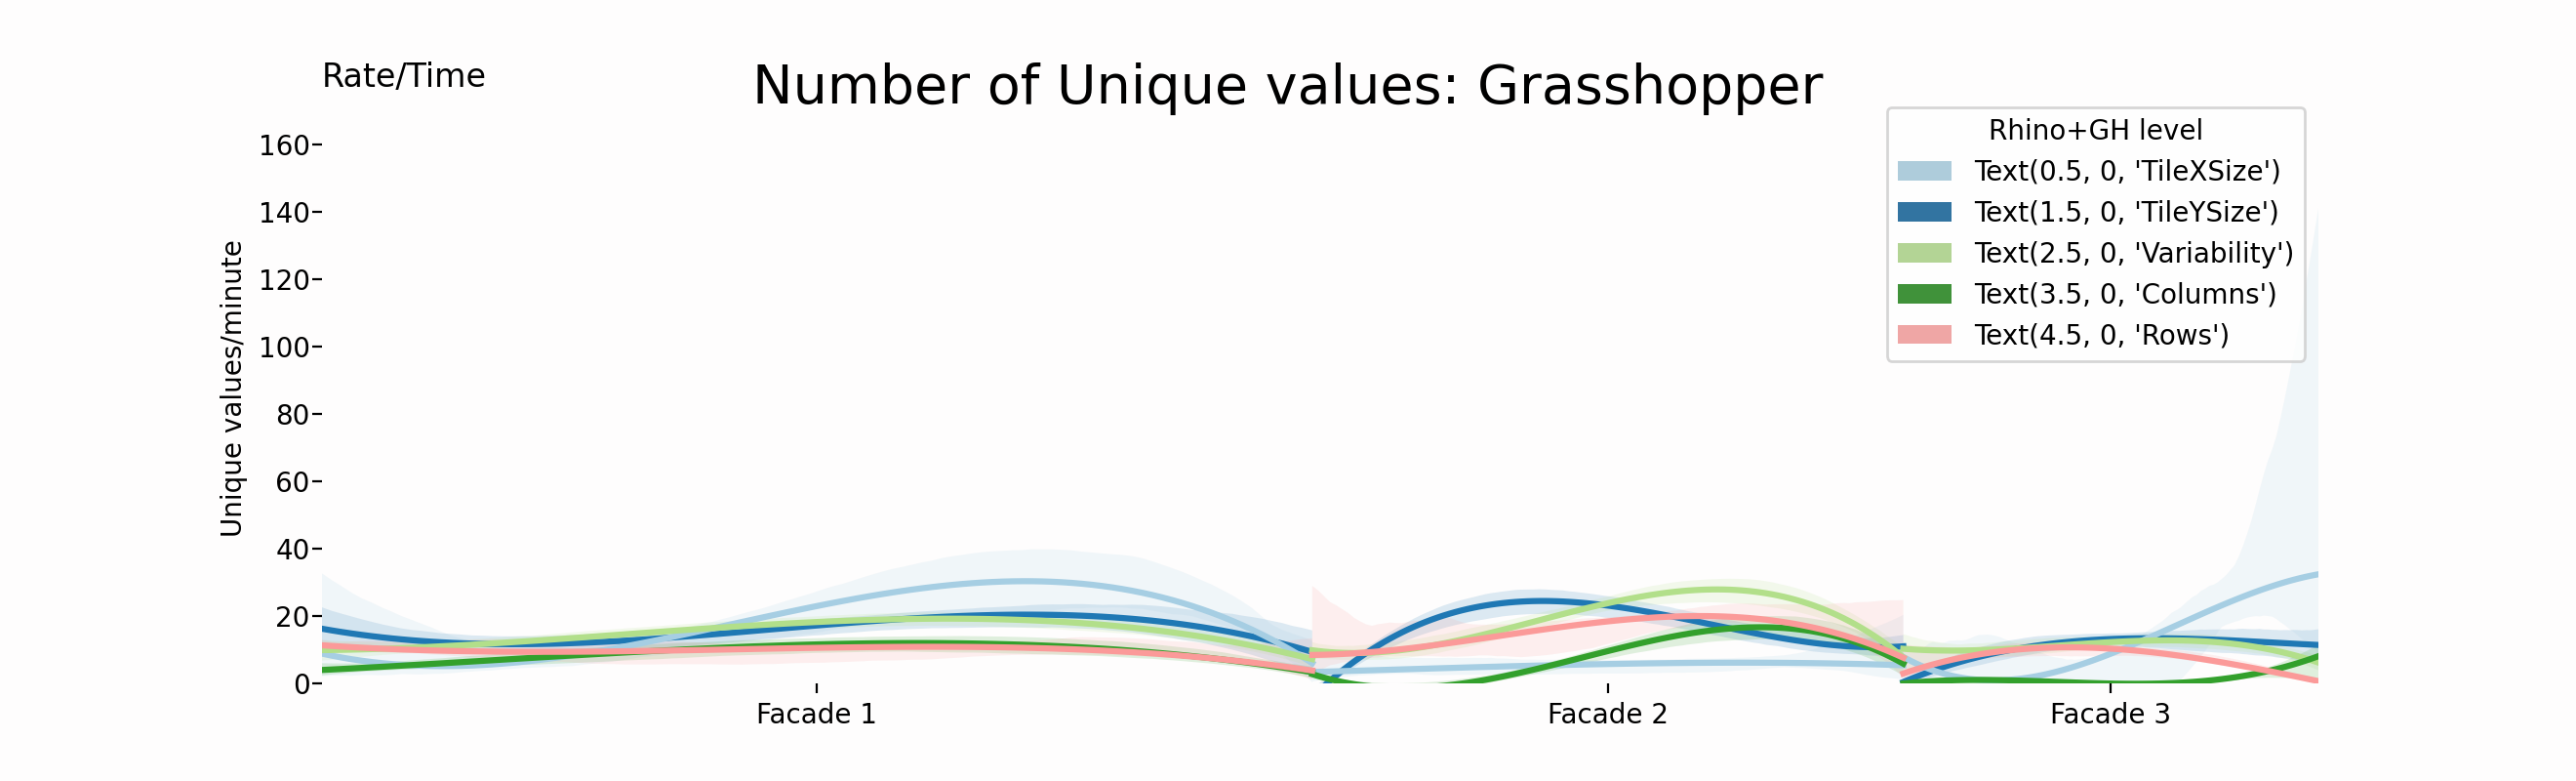 Rate/Time
Number of Unique values: Grasshopper
Unique values/minute
160
140
120
100
80
60
40
20
0
Rhino+GH level
Text(0.5, 0, 'TileXSize')
Text(1.5, 0, 'TileYSize')
Text(2.5, 0, 'Variability')
Text(3.5, 0, 'Columns')
Text(4.5, 0, 'Rows')
Facade 1
Facade 2
Facade 3